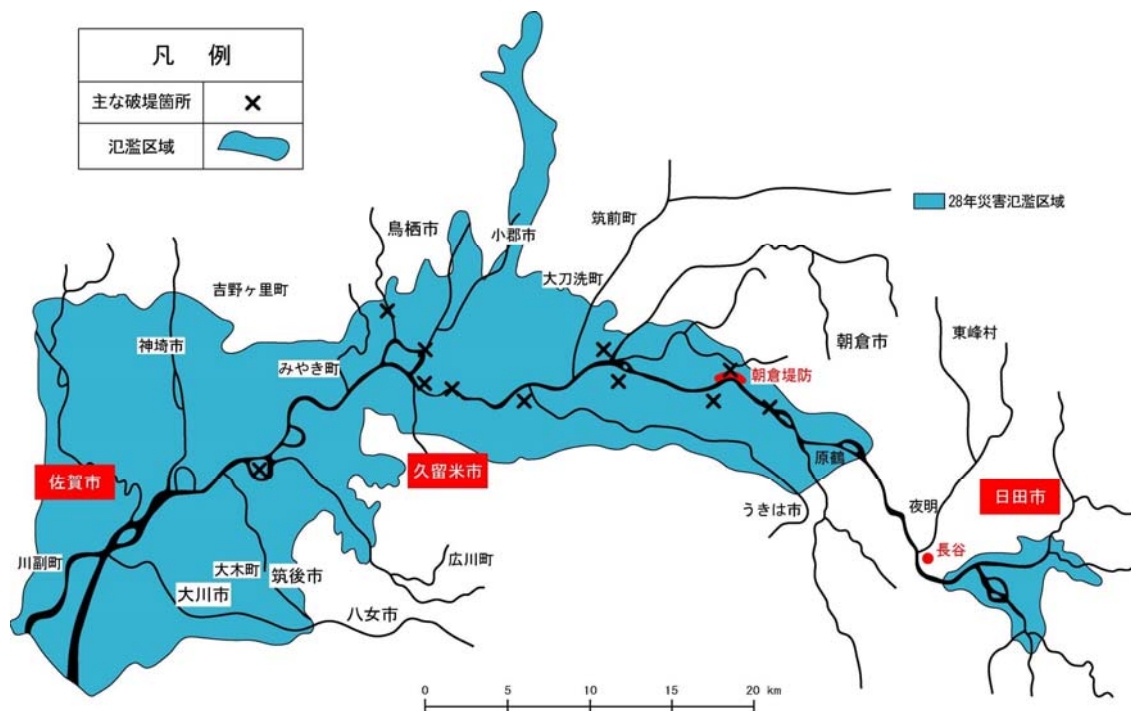 凡 例
主な破堤箇所
氾濫区域
28年災害氾濫区域
筑前町
鳥栖市
小郡市
大刀洗町
吉野ヶ里町
神埼市
みやき町
朝倉市
東峰村
朝倉堤防
佐賀市
久留米市
原鶴
日田市
うきは市
夜明
長谷
川副町
大木町
筑後市
広川町
大川市
八女市
0 5 10 15 20 km